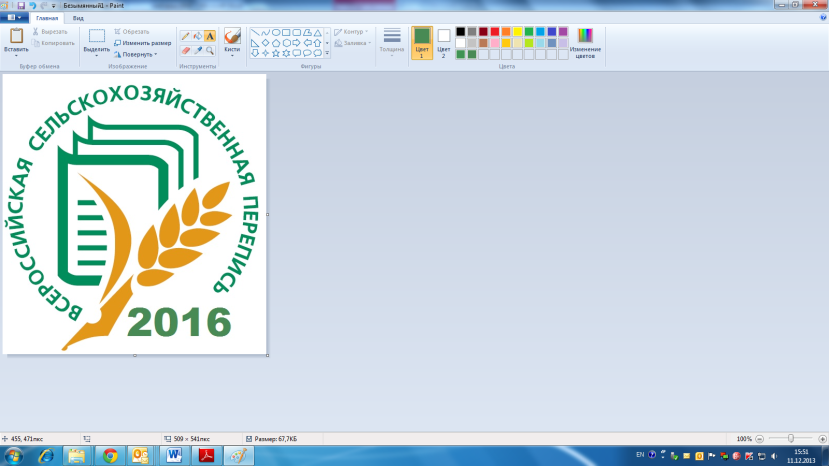 Безымянный1 - Paint
Главная Вид
Вставить
Вырезать
Копировать
Буфер обмена
Выделить
Обрезать
Изменить размер
Повернуть
Изображение
A
Инструменты
Кисти
Контур
Заливка
Фигуры
Толщина
Цвет
1
Цвет
2
Изменение
цветов
Цвета
ВСЕРОССИЙСКАЯ СЕЛЬСКОХОЗЯЙСТВЕННАЯ ПЕРЕПИСЬ
2016
455, 471пкс
509 × 541пкс
Размер: 67,7КБ
100%
EN
15:51
11.12.2013